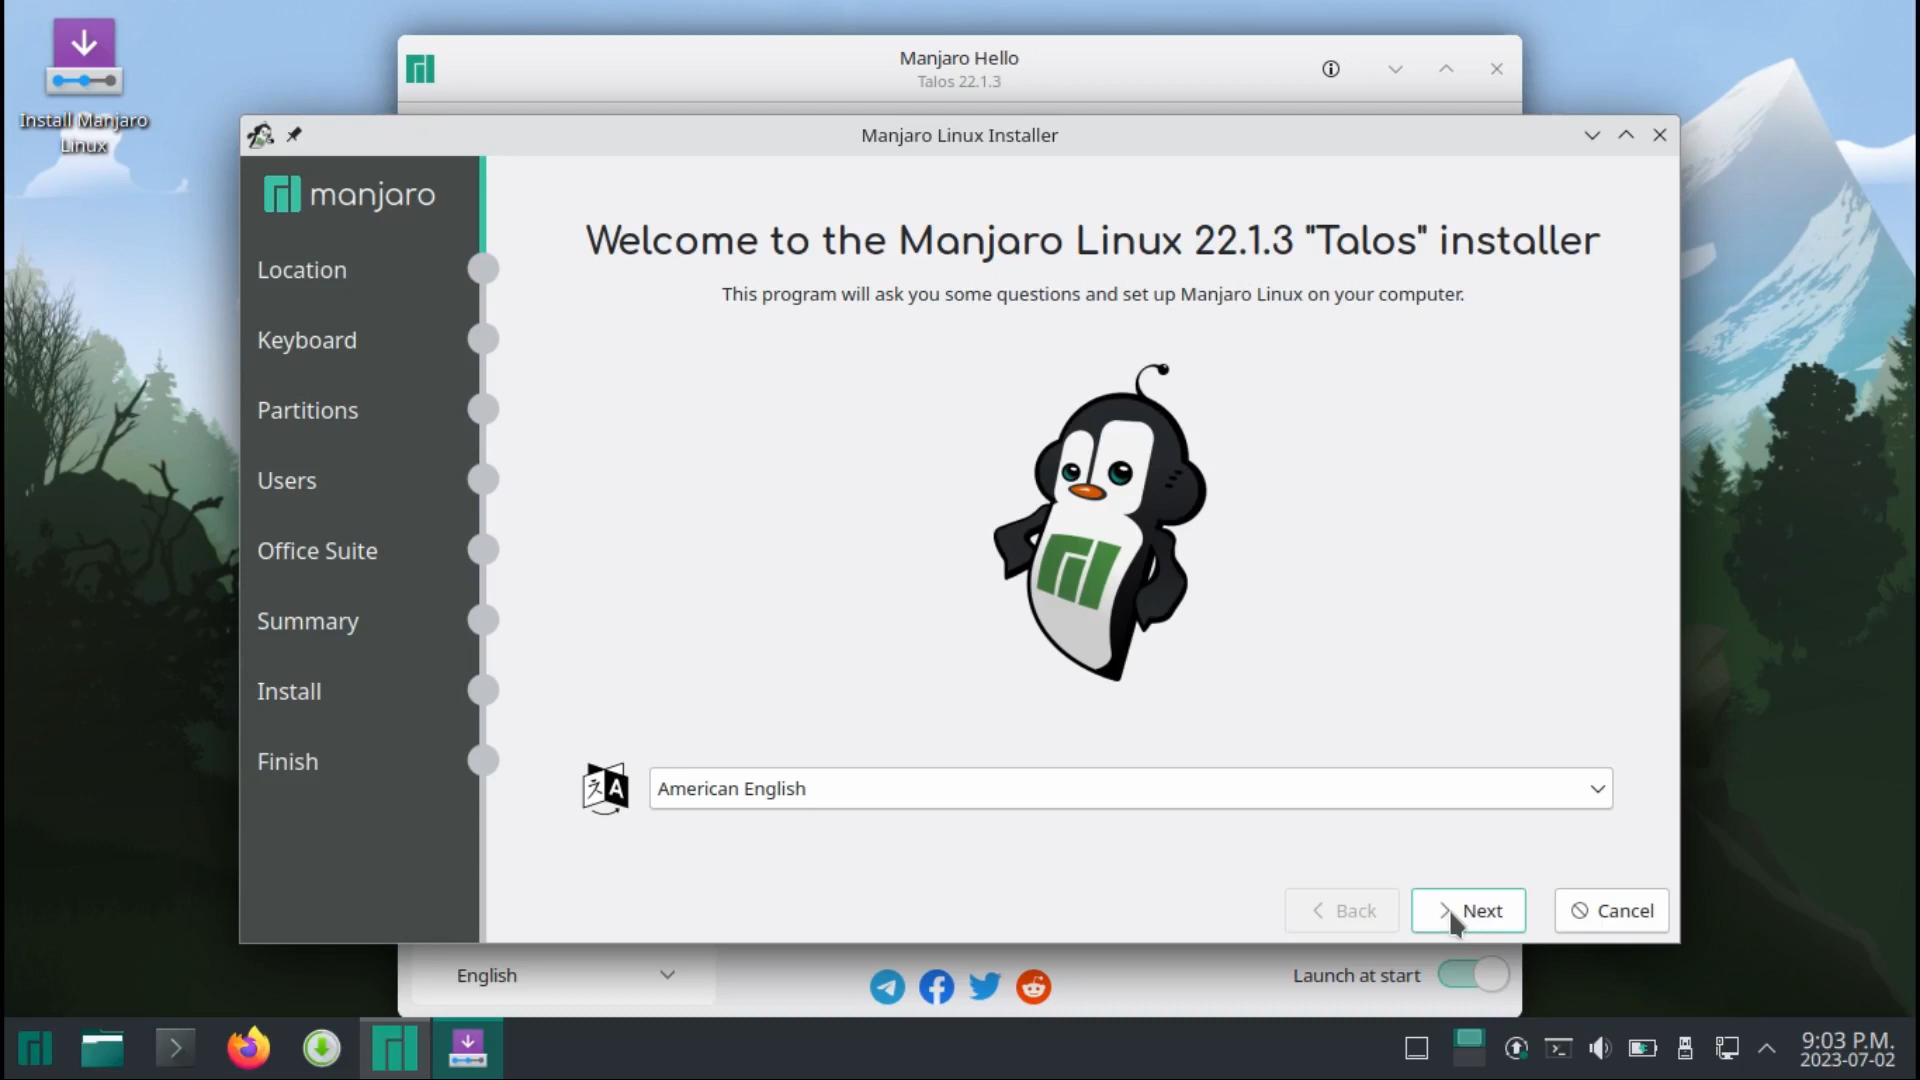 Install Manjaro
Linux
Manjaro Hello
Talos 22.1.3
Manjaro Linux Installer
manjaro
Location
Keyboard
Partitions
Users
Office Suite
Summary
Install
Finish
Welcome to the Manjaro Linux 22.1.3 "Talos" installer
This program will ask you some questions and set up Manjaro Linux on your computer.
American English
Back
Next
Cancel
English
Launch at start
9:03 P.M.
2023-07-02